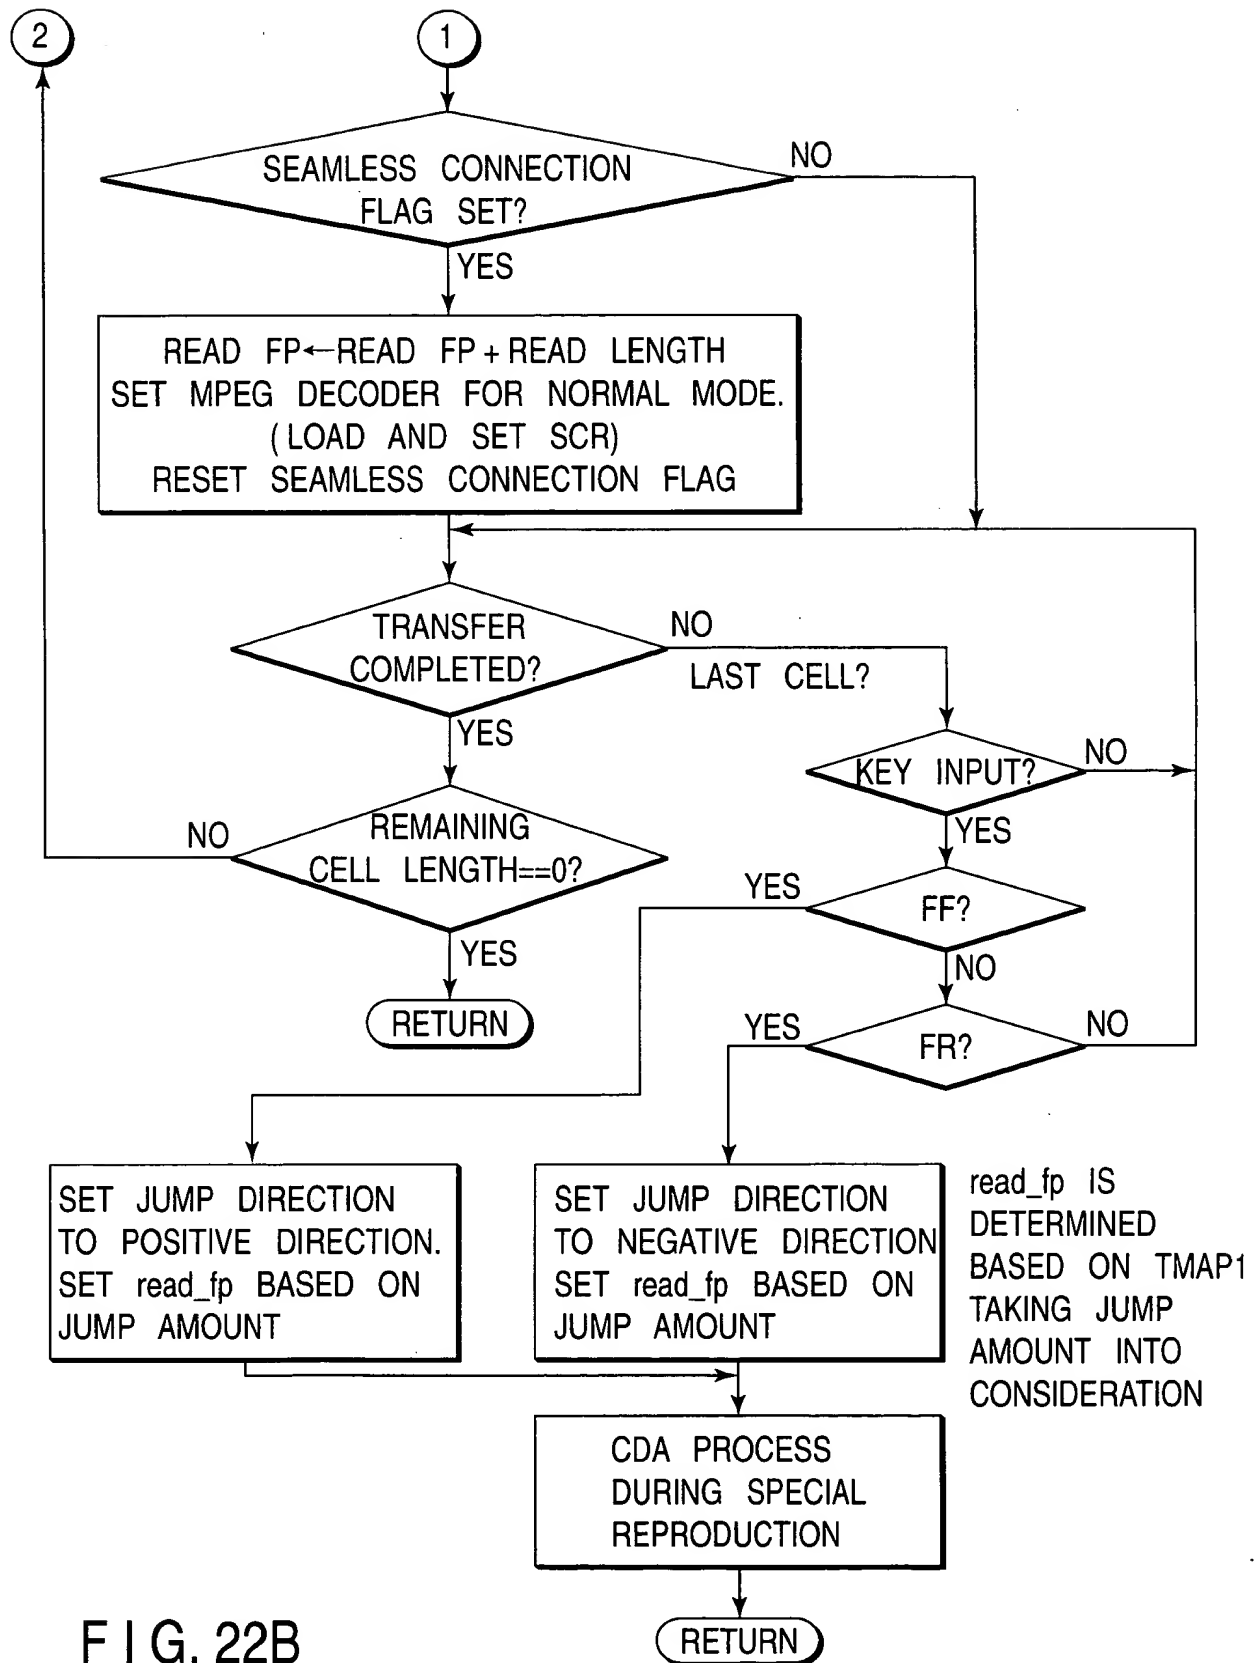 2
1
SEAMLESS CONNECTION
FLAG SET?
NO
YES
READ FP←READ FP+READ LENGTH
SET MPEG DECODER FOR NORMAL MODE.
(LOAD AND SET SCR)
RESET SEAMLESS CONNECTION FLAG
TRANSFER
COMPLETED?
NO
LAST CELL?
YES
KEY INPUT?
NO
YES
REMAINING
CELL LENGTH==0?
NO
YES
RETURN
FF?
YES
NO
FR?
YES
NO
SET JUMP DIRECTION
TO POSITIVE DIRECTION.
SET read_fp BASED ON
JUMP AMOUNT
SET JUMP DIRECTION
TO NEGATIVE DIRECTION
SET read_fp BASED ON
JUMP AMOUNT
read_fp IS
DETERMINED
BASED ON TMAP1
TAKING JUMP
AMOUNT INTO
CONSIDERATION
CDA PROCESS
DURING SPECIAL
REPRODUCTION
RETURN
FIG. 22B